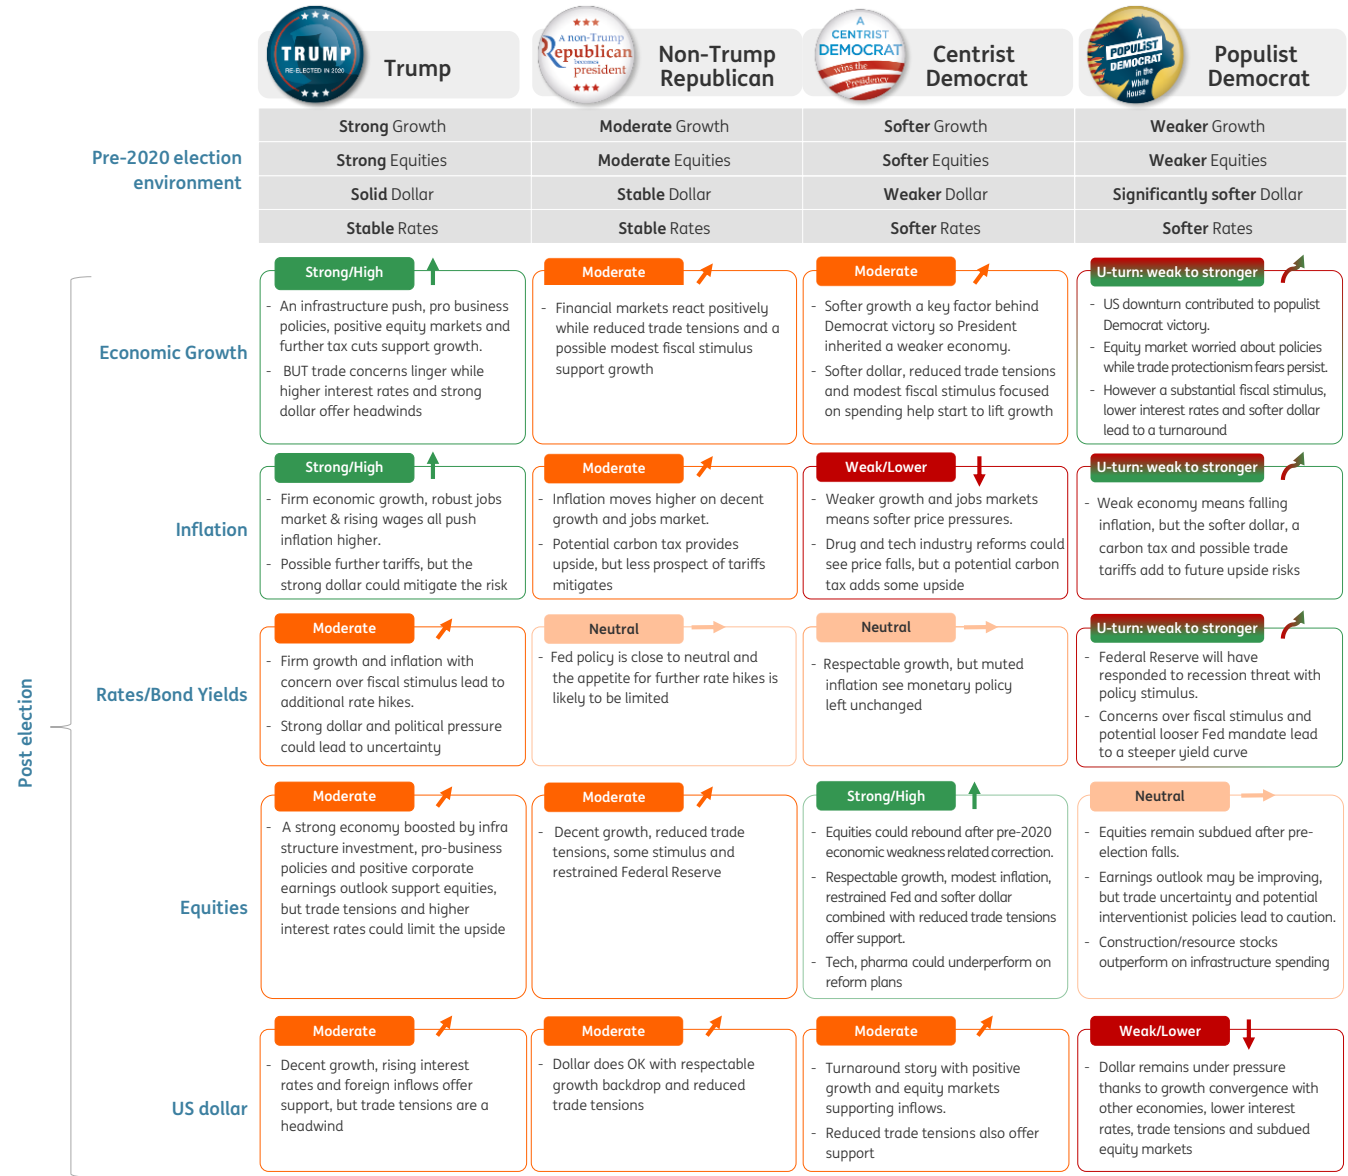 TRUMP
RE-ELECTED IN 2020
Trump
A non-Trump
Republican
becomes
president
Non-Trump
Republican
A
CENTRIST
DEMOCRAT
wins the
Presidency
Centrist
Democrat
A
POPULIST
DEMOCRAT
in the
White
House
Populist
Democrat
Pre-2020 election
environment
Strong Growth
Moderate Growth
Softer Growth
Weaker Growth
Strong Equities
Moderate Equities
Softer Equities
Weaker Equities
Solid Dollar
Stable Dollar
Weaker Dollar
Significantly softer Dollar
Stable Rates
Stable Rates
Softer Rates
Softer Rates
Post election
Economic Growth
Strong/High
- An infrastructure push, pro business
policies, positive equity markets and
further tax cuts support growth.
- BUT trade concerns linger while
higher interest rates and strong
dollar offer headwinds
Moderate
- Financial markets react positively
while reduced trade tensions and a
possible modest fiscal stimulus
support growth
Moderate
- Softer growth a key factor behind
Democrat victory so President
inherited a weaker economy.
- Softer dollar, reduced trade tensions
and modest fiscal stimulus focused
on spending help start to lift growth
U-turn: weak to stronger
- US downturn contributed to populist
Democrat victory.
- Equity market worried about policies
while trade protectionism fears persist.
- However a substantial fiscal stimulus,
lower interest rates and softer dollar
lead to a turnaround
Inflation
Strong/High
- Firm economic growth, robust jobs
market & rising wages all push
inflation higher.
- Possible further tariffs, but the
strong dollar could mitigate the risk
Moderate
- Inflation moves higher on decent
growth and jobs market.
- Potential carbon tax provides
upside, but less prospect of tariffs
mitigates
Weak/Lower
- Weaker growth and jobs markets
means softer price pressures.
- Drug and tech industry reforms could
see price falls, but a potential carbon
tax adds some upside
U-turn: weak to stronger
- Weak economy means falling
inflation, but the softer dollar, a
carbon tax and possible trade
tariffs add to future upside risks
Rates/Bond Yields
Moderate
- Firm growth and inflation with
concern over fiscal stimulus lead to
additional rate hikes.
- Strong dollar and political pressure
could lead to uncertainty
Neutral
- Fed policy is close to neutral and
the appetite for further rate hikes is
likely to be limited
Neutral
- Respectable growth, but muted
inflation see monetary policy
left unchanged
U-turn: weak to stronger
- Federal Reserve will have
responded to recession threat with
policy stimulus.
- Concerns over fiscal stimulus and
potential looser Fed mandate lead
to a steeper yield curve
Equities
Moderate
- A strong economy boosted by infra
structure investment, pro-business
policies and positive corporate
earnings outlook support equities,
but trade tensions and higher
interest rates could limit the upside
Moderate
- Decent growth, reduced trade
tensions, some stimulus and
restrained Federal Reserve
Strong/High
- Equities could rebound after pre-2020
economic weakness related correction.
- Respectable growth, modest inflation,
restrained Fed and softer dollar
combined with reduced trade tensions
offer support.
- Tech, pharma could underperform on
reform plans
Neutral
- Equities remain subdued after pre-
election falls.
- Earnings outlook may be improving,
but trade uncertainty and potential
interventionist policies lead to caution.
- Construction/resource stocks
outperform on infrastructure spending
US dollar
Moderate
- Decent growth, rising interest
rates and foreign inflows offer
support, but trade tensions are a
headwind
Moderate
- Dollar does OK with respectable
growth backdrop and reduced
trade tensions
Moderate
- Turnaround story with positive
growth and equity markets
supporting inflows.
- Reduced trade tensions also offer
support
Weak/Lower
- Dollar remains under pressure
thanks to growth convergence with
other economies, lower interest
rates, trade tensions and subdued
equity markets